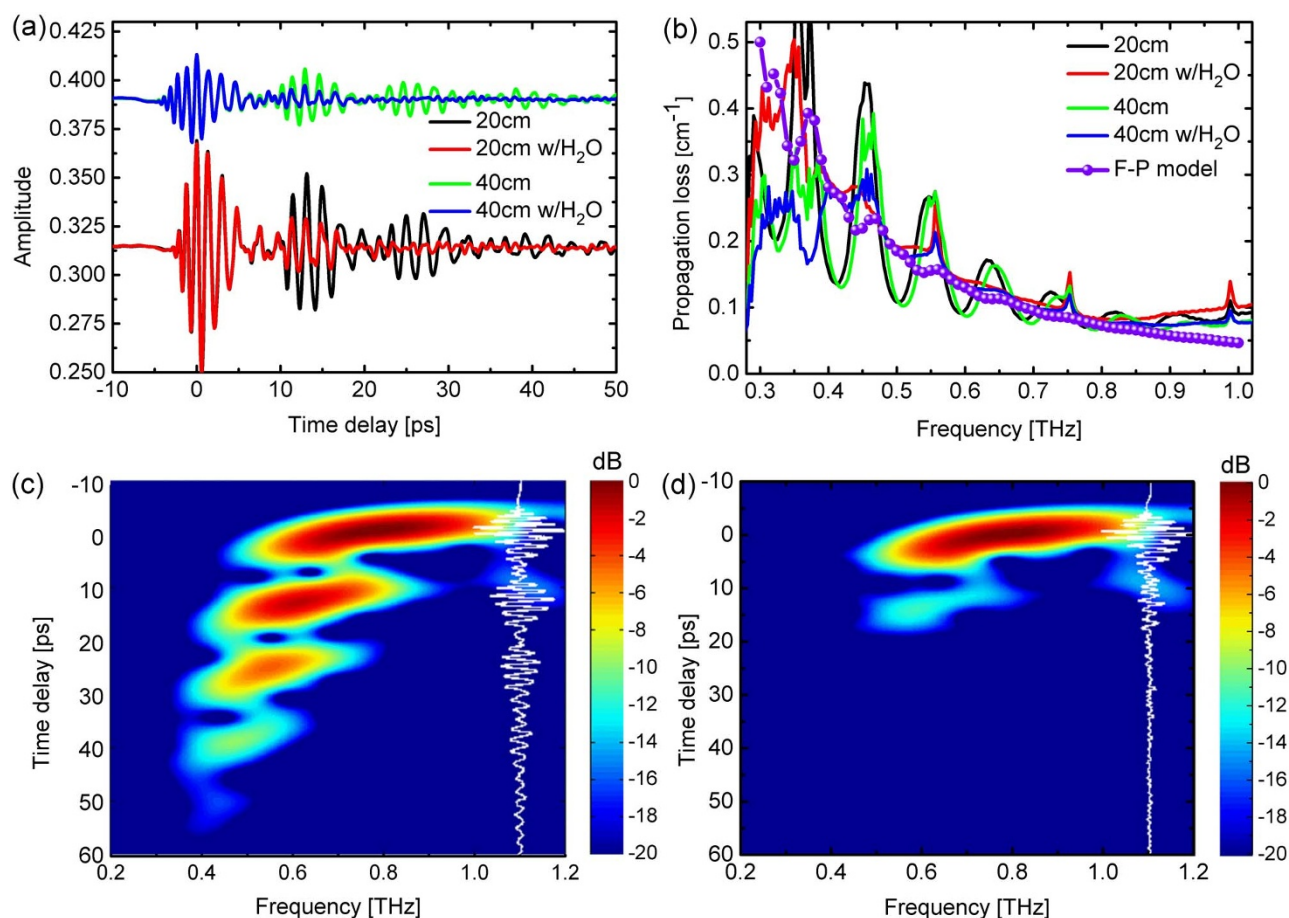 (a)
0.425
0.400
0.375
0.350
0.325
0.300
0.275
0.250
Amplitude
20cm
20cm w/H₂O
40cm
40cm w/H₂O
-10 0 10 20 30 40 50
Time delay [ps]
(b)
0.5
0.4
0.3
0.2
0.1
0.0
Propagation loss [cm⁻¹]
20cm
20cm w/H₂O
40cm
40cm w/H₂O
F-P model
0.3 0.4 0.5 0.6 0.7 0.8 0.9 1.0
Frequency [THz]
(c)
-10
0
10
20
30
40
50
60
Time delay [ps]
0.2 0.4 0.6 0.8 1.0 1.2
Frequency [THz]
dB
0
-2
-4
-6
-8
-10
-12
-14
-16
-18
-20
(d)
-10
0
10
20
30
40
50
60
Time delay [ps]
0.2 0.4 0.6 0.8 1.0 1.2
Frequency [THz]
dB
0
-2
-4
-6
-8
-10
-12
-14
-16
-18
-20